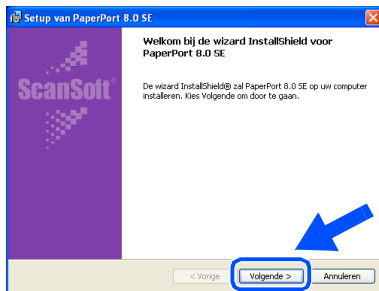 Setup van PaperPort 8.0 SE
Welkom bij de wizard InstallShield voor
PaperPort 8.0 SE
ScanSoft®
De wizard InstallShield® zal PaperPort 8.0 SE op uw computer
installeren. Kies Volgende om door te gaan.
< Vorige Volgende > Annuleren